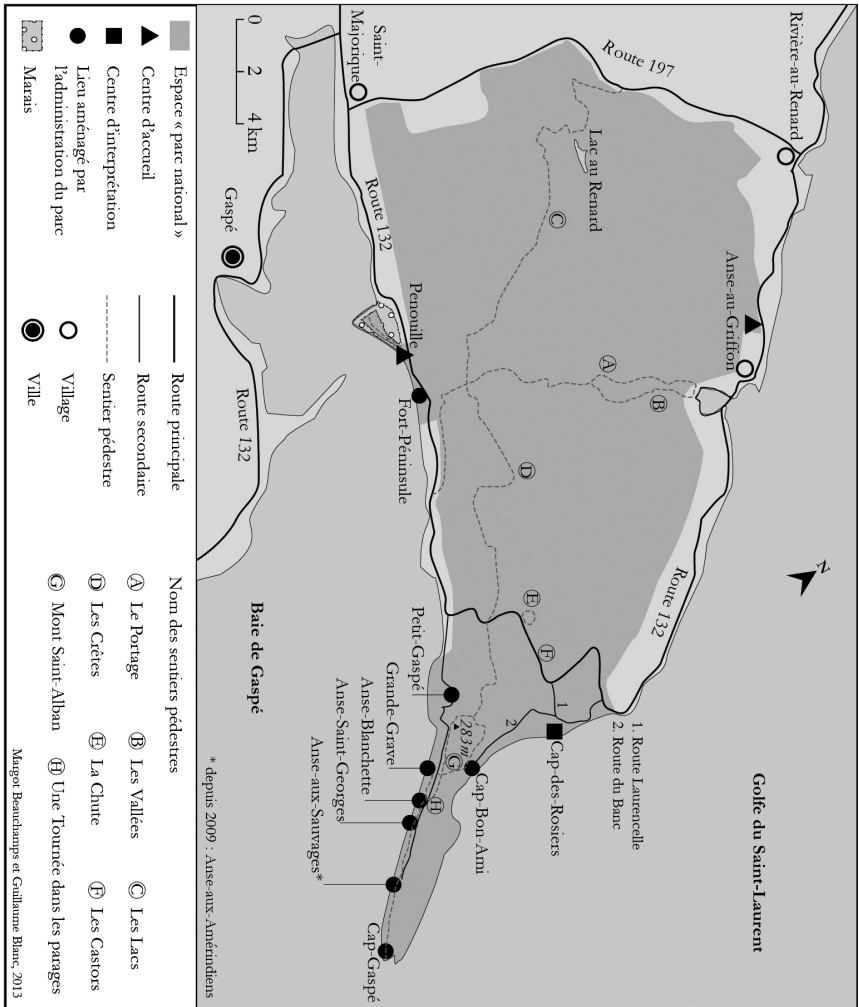 Golfe du Saint-Laurent
N
Rivière-au-Renard
Route 197
Saint-
Majorique
Lac au Renard
Anse-au-Griffon
Route 132
1. Route Laurencelle
2. Route du Banc
Route 132
Penouille
Fort-Péninsule
Gaspé
Route 132
Baie de Gaspé
A
B
C
D
E
F
G
H
1
2
283m
Cap-des-Rosiers
Cap-Bon-Ami
Petit-Gaspé
Grande-Grave
Anse-Blanchette
Anse-Saint-Georges
Anse-aux-Sauvages*
Cap-Gaspé
* depuis 2009 : Anse-aux-Amérindiens
0 2 4 km
Espace « parc national »
Centre d'accueil
Centre d'interprétation
Lieu aménagé par
l'administration du parc
Marais
Route principale
Route secondaire
Sentier pédestre
Village
Ville
Nom des sentiers pédestres
A Le Portage
B Les Vallées
C Les Lacs
D Les Crêtes
E La Chute
F Les Castors
G Mont Saint-Alban
H Une Tournée dans les parages
Margot Beauchamps et Guillaume Blanc, 2013